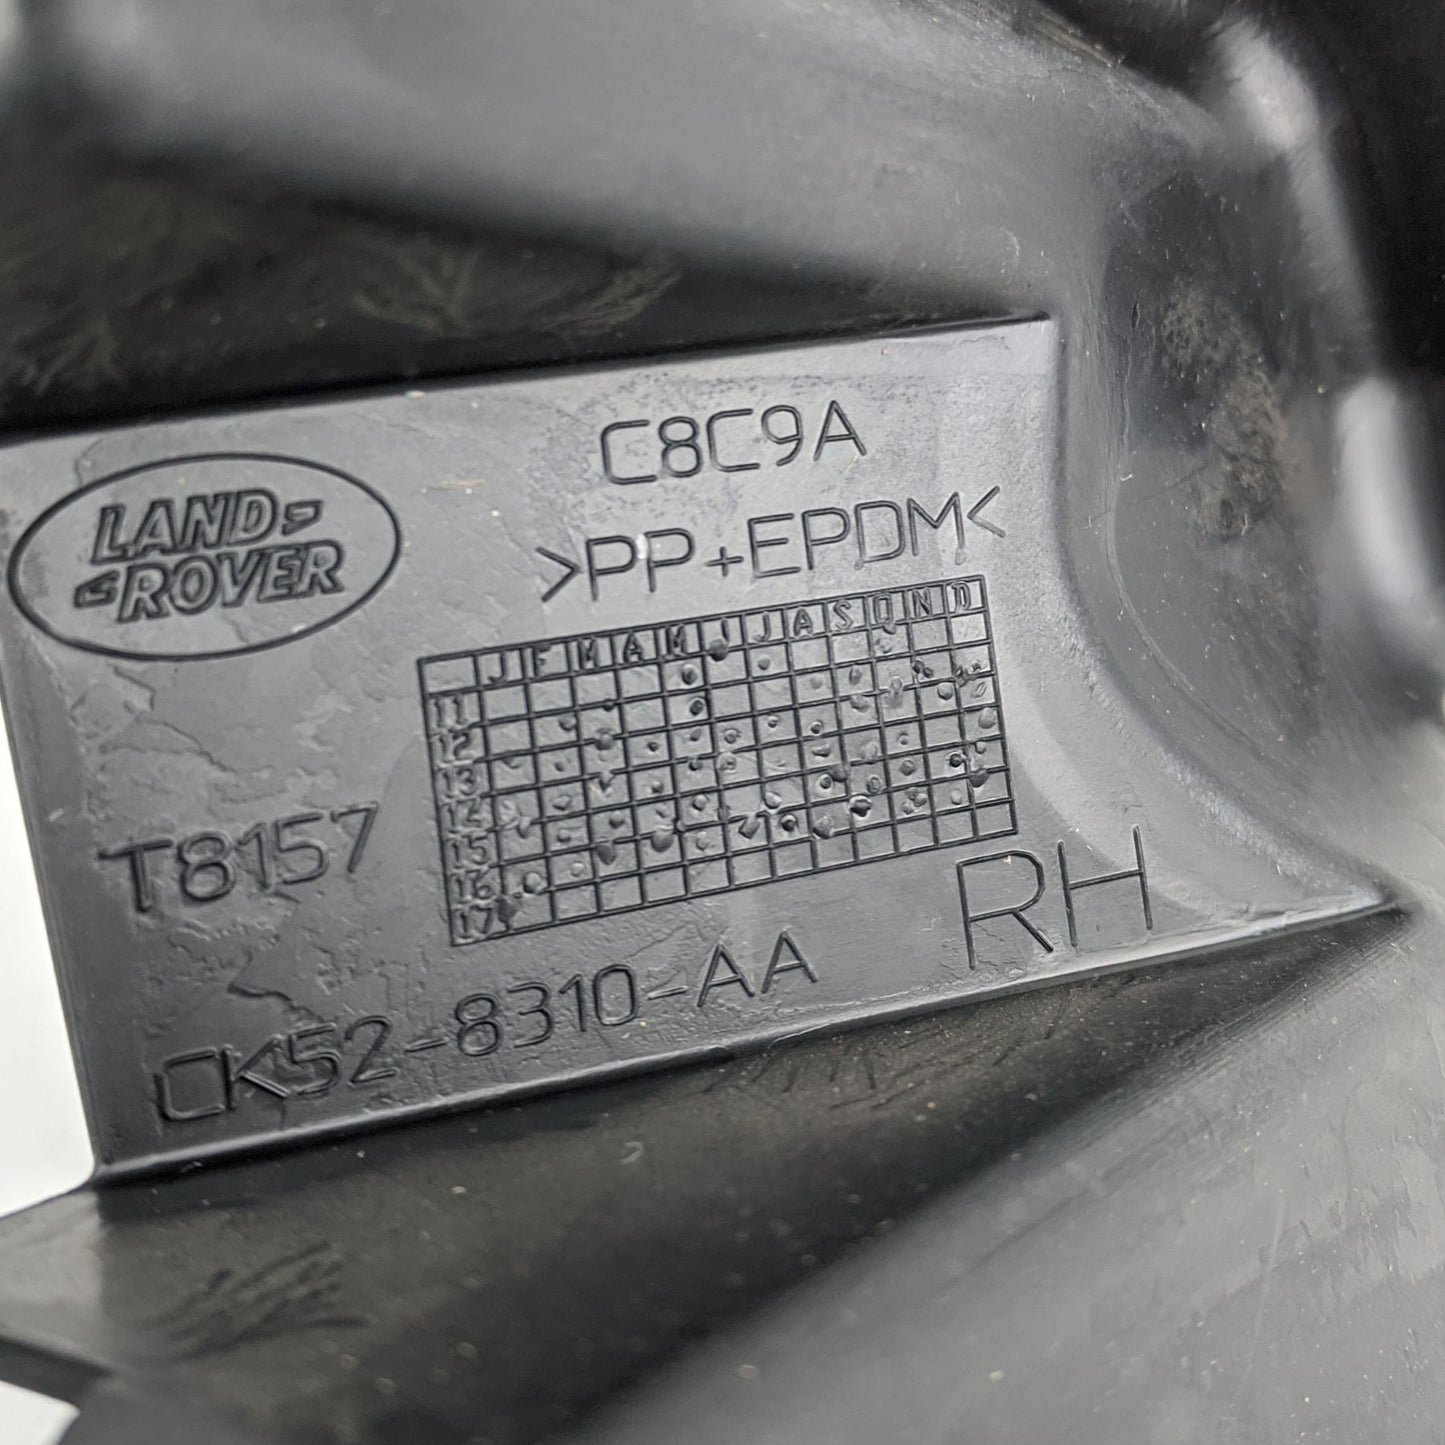 LAND
ROVER
C8C9A
>PP+EPDM<
J F M A M J J A S O N D
11
12
13
14
15
16
17
T8157
CK52-8310-AA
RH